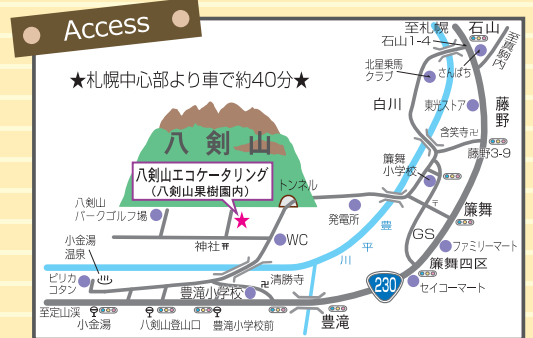 Access
★札幌中心部より車で約40分★
至札幌
石山
石山1-4
至真駒内
北星乗馬
クラブ
さんぱち
白川
東光ストア
藤野
含笑寺卍
藤野3-9
八剣山
八剣山エコケータリング
(八剣山果樹園内)
トンネル
簾舞
小学校
〒
簾舞
八剣山
パークゴルフ場
発電所
豊平川
GS
神社
WC
ファミリーマート
小金湯
温泉
簾舞四区
ピリカ
コタン
卍
清勝寺
230
セイコーマート
豊滝小学校
至定山渓
小金湯
八剣山登山口
豊滝小学校前
豊滝